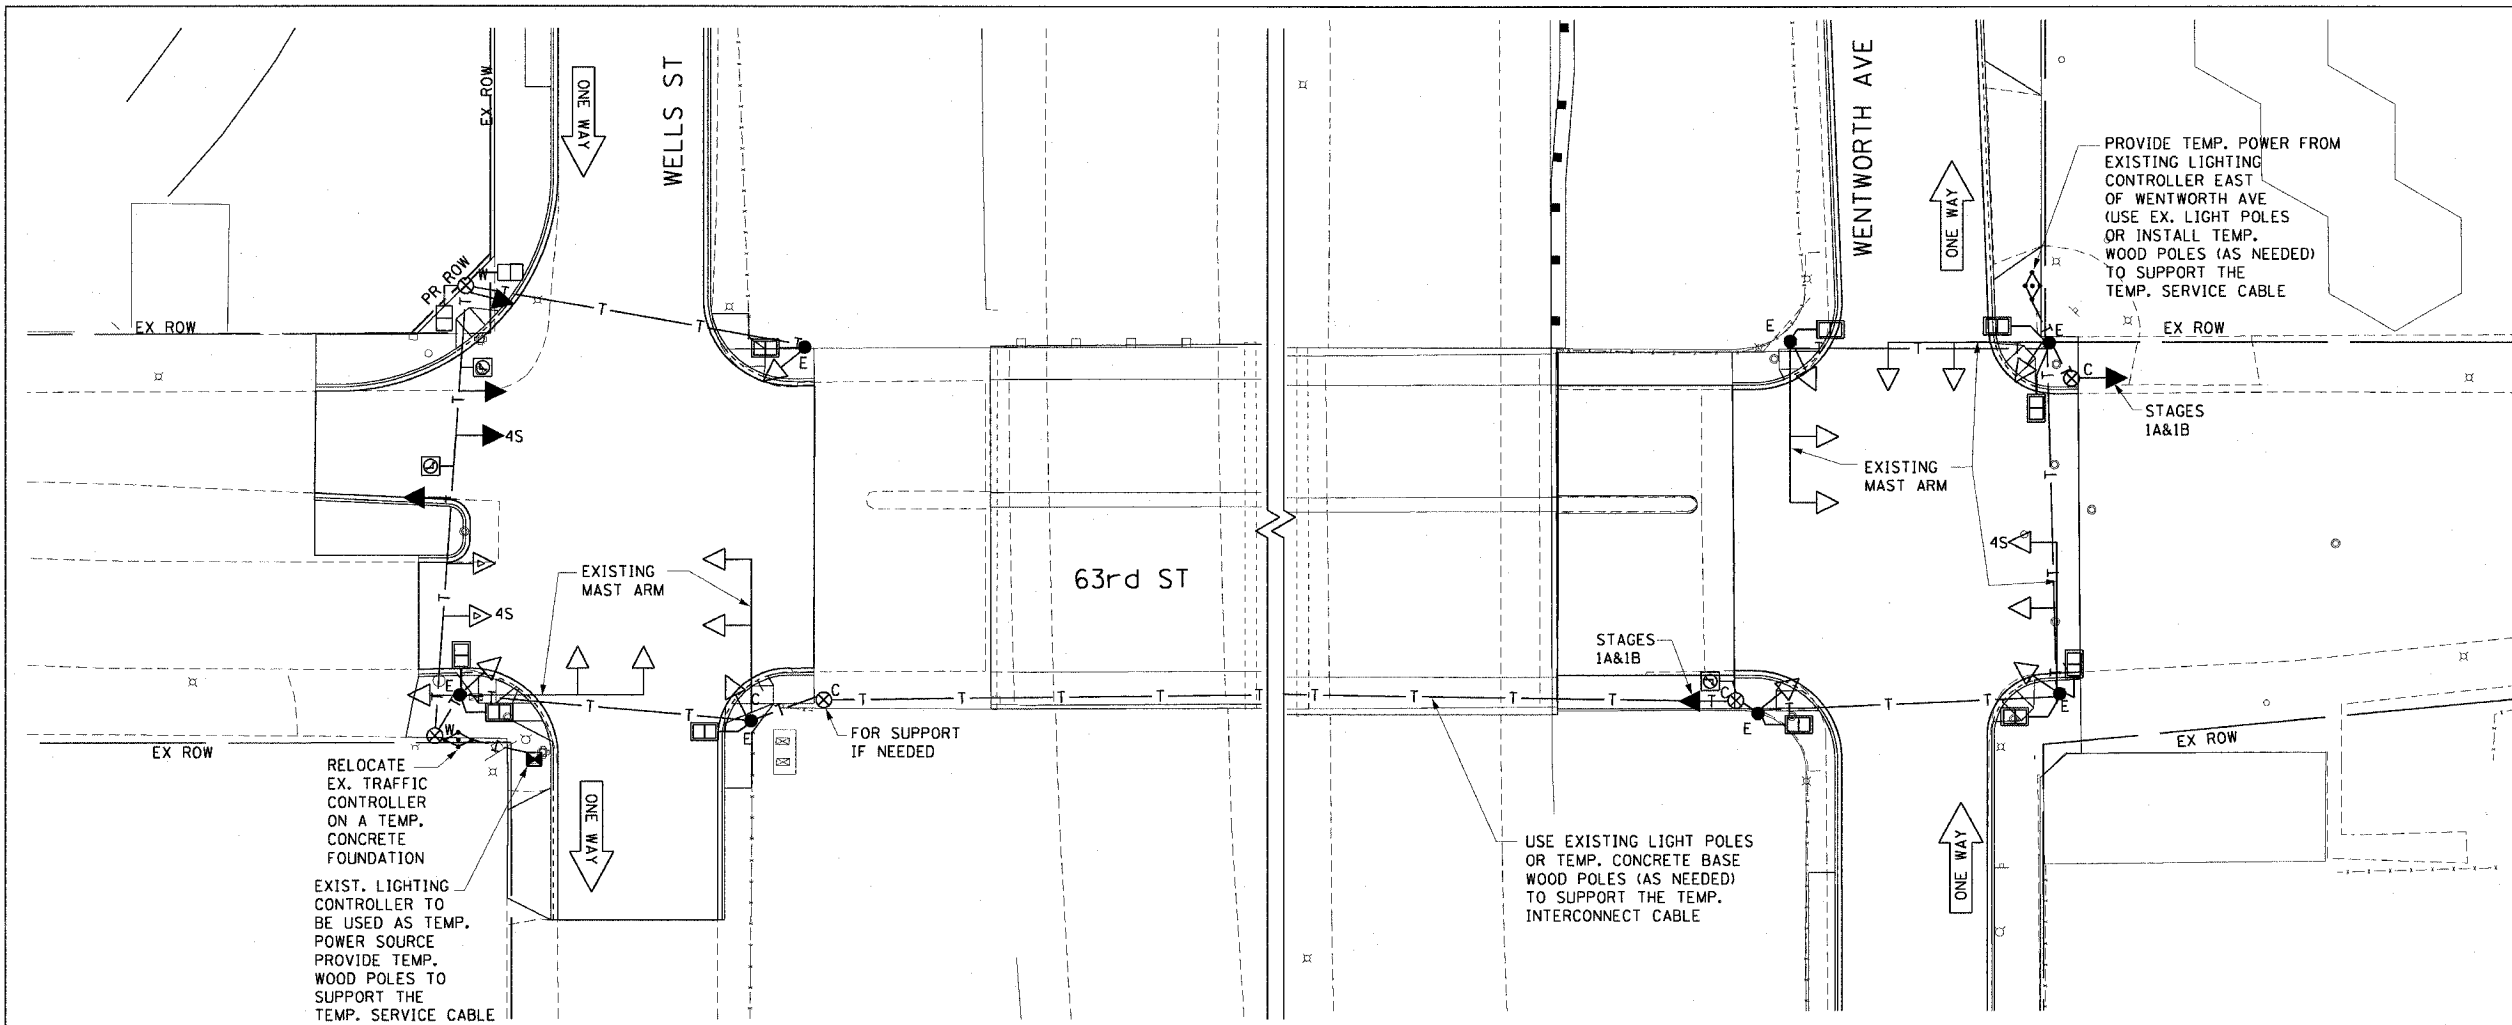 EX ROW
ONE WAY
WELLS ST
WENTWORTH AVE
ONE WAY
PROVIDE TEMP. POWER FROM
EXISTING LIGHTING
CONTROLLER EAST
OF WENTWORTH AVE
(USE EX. LIGHT POLES
OR INSTALL TEMP.
WOOD POLES (AS NEEDED)
TO SUPPORT THE
TEMP. SERVICE CABLE
PR ROW
W
T
T
T
EX ROW
E
E
E
EX ROW
C
STAGES
1A&1B
4S
EXISTING
MAST ARM
EXISTING
MAST ARM
4S
63rd ST
4S
STAGES
1A&1B
E
T
T
T
C
E
C
FOR SUPPORT
IF NEEDED
T
T
T
T
T
T
T
T
T
T
C
E
T
T
E
W
EX ROW
EX ROW
RELOCATE
EX. TRAFFIC
CONTROLLER
ON A TEMP.
CONCRETE
FOUNDATION
ONE WAY
EXIST. LIGHTING
CONTROLLER TO
BE USED AS TEMP.
POWER SOURCE
PROVIDE TEMP.
WOOD POLES TO
SUPPORT THE
TEMP. SERVICE CABLE
USE EXISTING LIGHT POLES
OR TEMP. CONCRETE BASE
WOOD POLES (AS NEEDED)
TO SUPPORT THE TEMP.
INTERCONNECT CABLE
ONE WAY